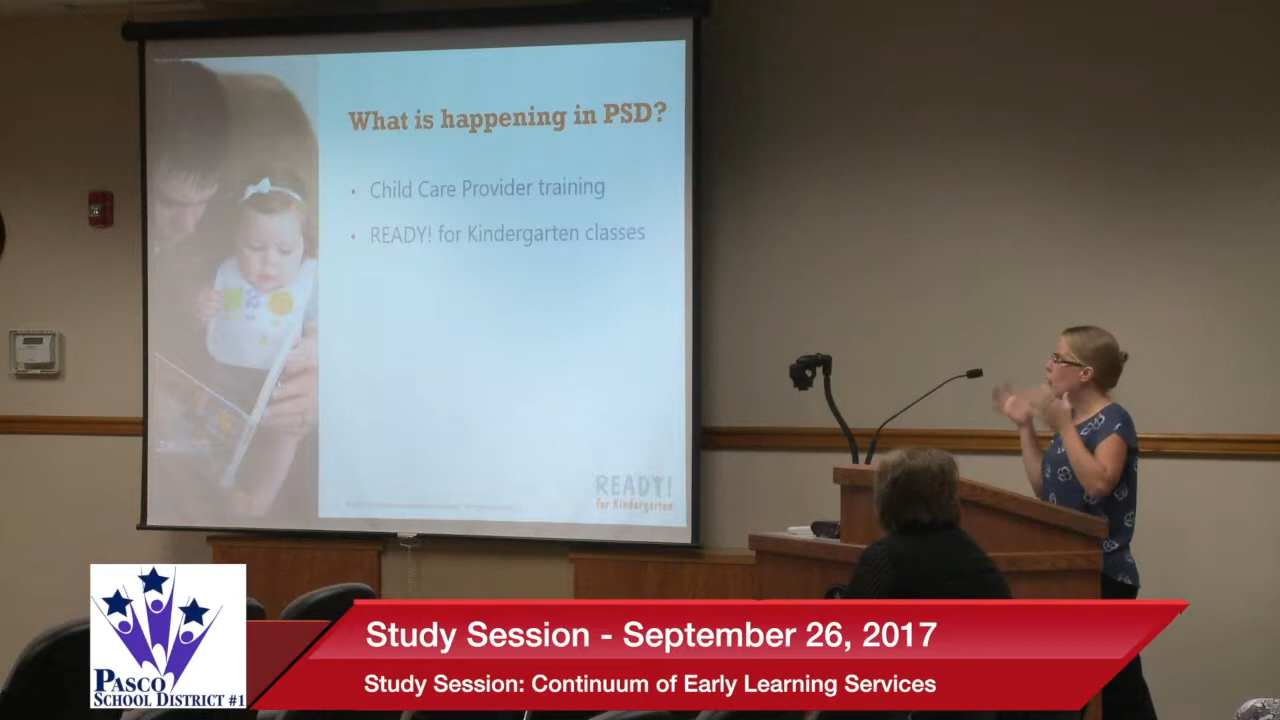 What is happening in PSD?
• Child Care Provider training
• READY! for Kindergarten classes
READY!
for Kindergarten
Study Session - September 26, 2017
Study Session: Continuum of Early Learning Services
PASCO
SCHOOL DISTRICT #1